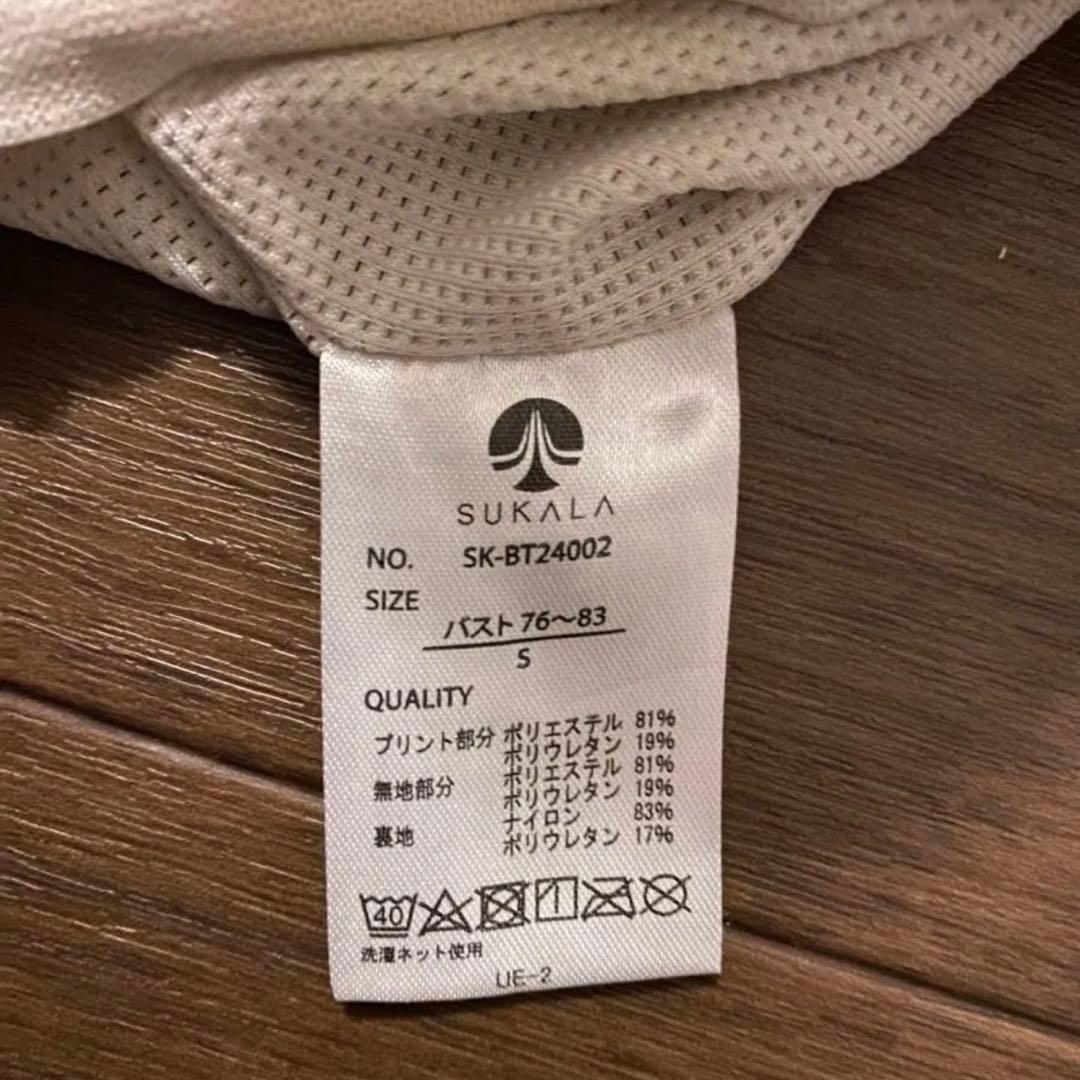 SUKALA
NO. SK-BT24002
SIZE
バスト 76〜83
S
QUALITY
プリント部分 ポリエステル 81%
ポリウレタン 19%
無地部分 ポリエステル 81%
ポリウレタン 19%
裏地 ナイロン 83%
ポリウレタン 17%
40
洗濯ネット使用
UE-2